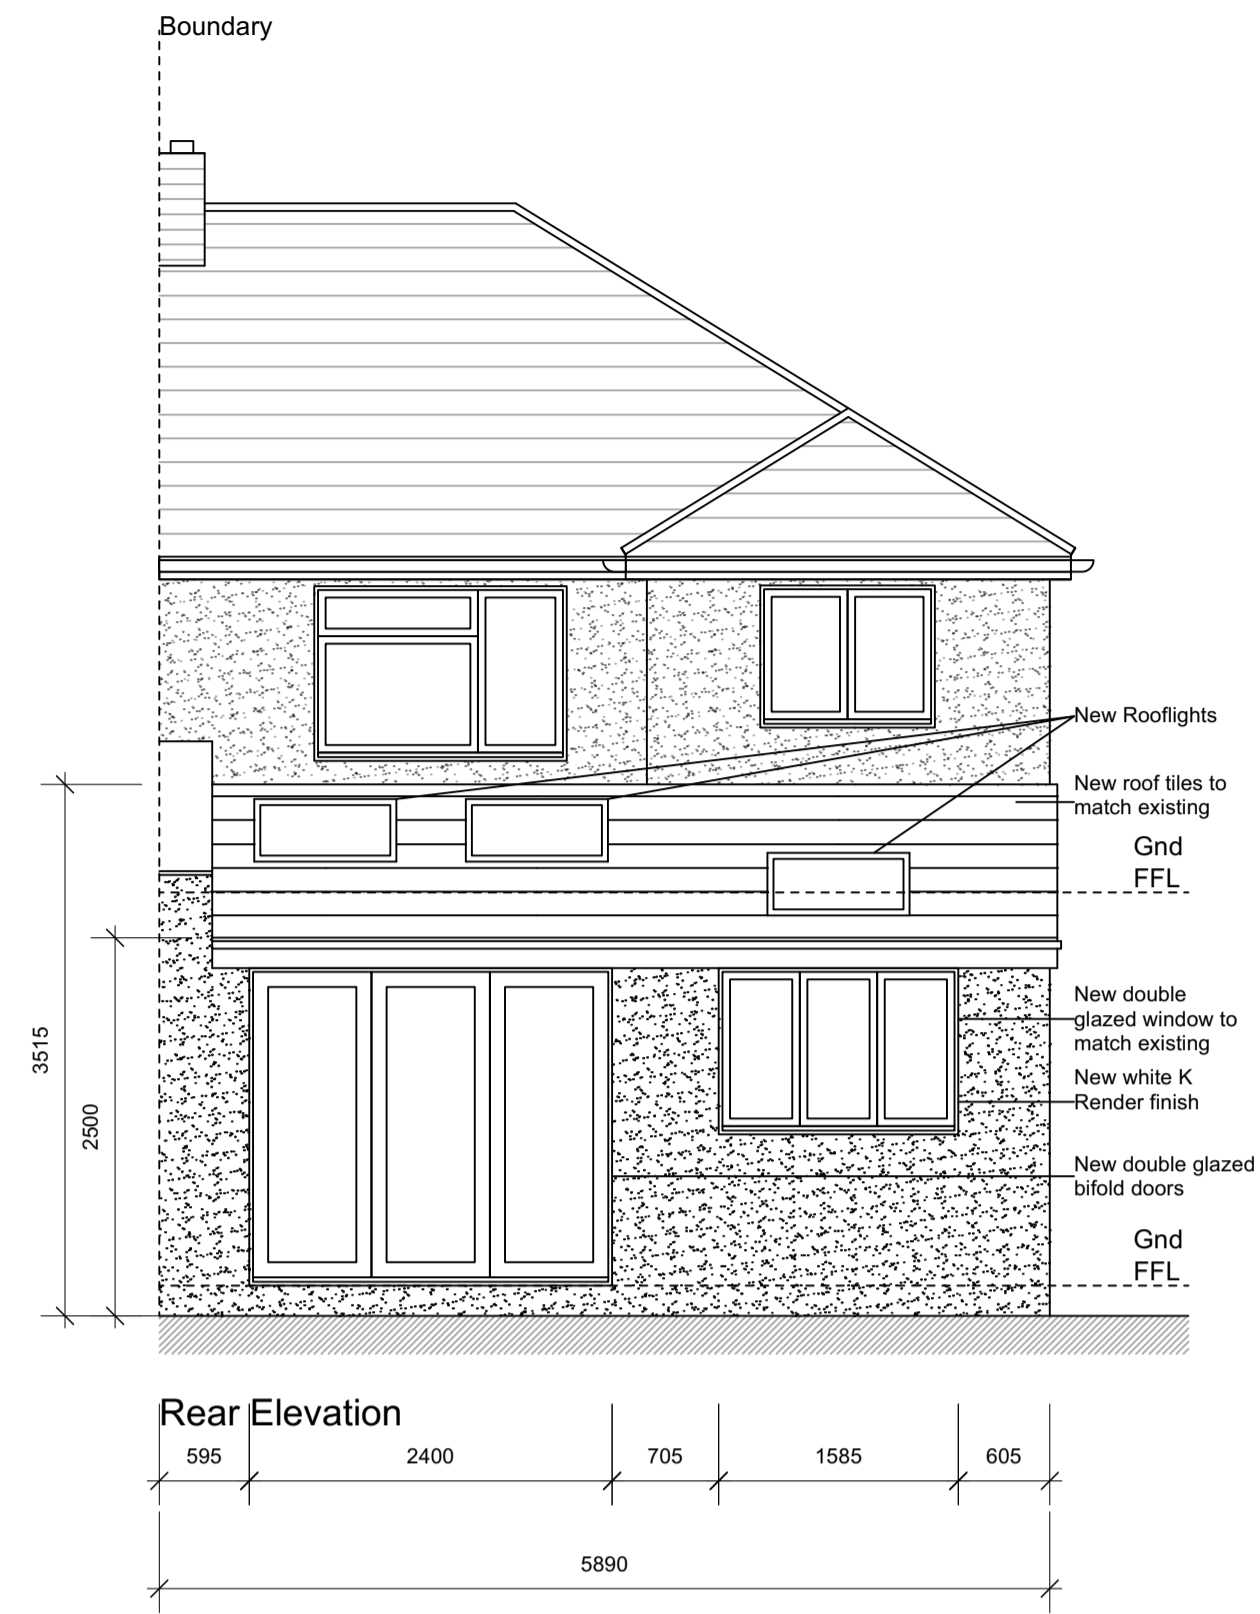 Boundary
New Rooflights
New roof tiles to
match existing
Gnd
FFL
New double
glazed window to
match existing
New white K
Render finish
New double glazed
bifold doors
Gnd
FFL
3515
2500
Rear Elevation
595 2400 705 1585 605
5890